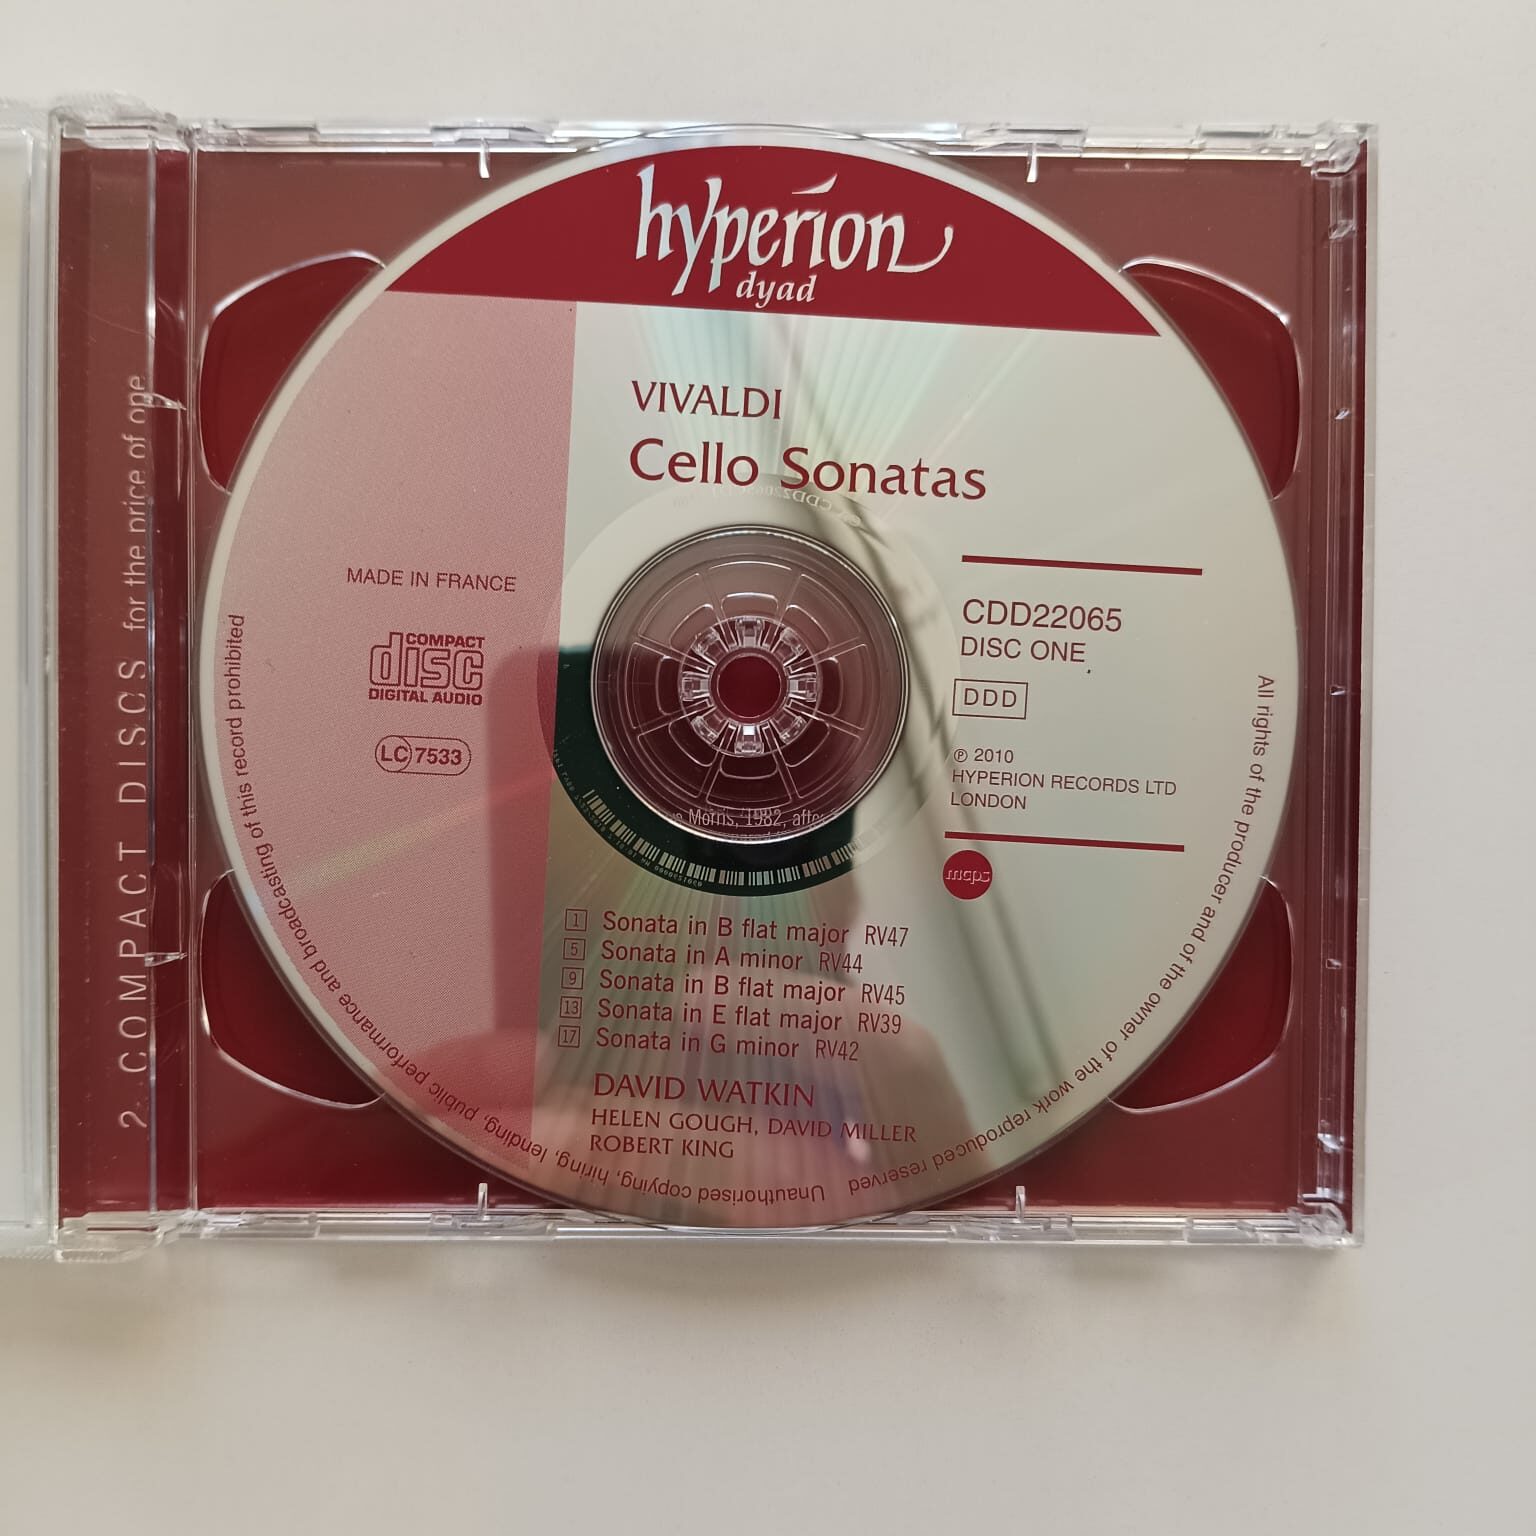 2 COMPACT DISCS for the price of one
hyperion
dyad
VIVALDI
Cello Sonatas
MADE IN FRANCE
COMPACT
disc
DIGITAL AUDIO
LC 7533
CDD22065
DISC ONE
DDD
℗ 2010
HYPERION RECORDS LTD
LONDON
mcps
Morris, 1982, after
1 Sonata in B flat major RV47
5 Sonata in A minor RV44
9 Sonata in B flat major RV45
13 Sonata in E flat major RV39
17 Sonata in G minor RV42
DAVID WATKIN
HELEN GOUGH, DAVID MILLER
ROBERT KING
All rights of the producer and of the owner of the work reproduced reserved
Unauthorised copying, hiring, lending, public performance and broadcasting of this record prohibited